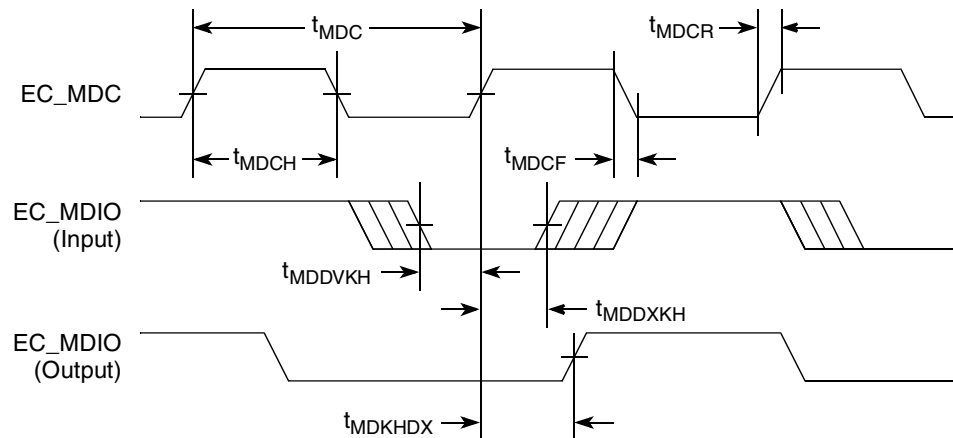 tMDC
tMDCR
EC_MDC
tMDCH
tMDCF
EC_MDIO
(Input)
tMDDVKH
tMDDXKH
EC_MDIO
(Output)
tMDKHDX